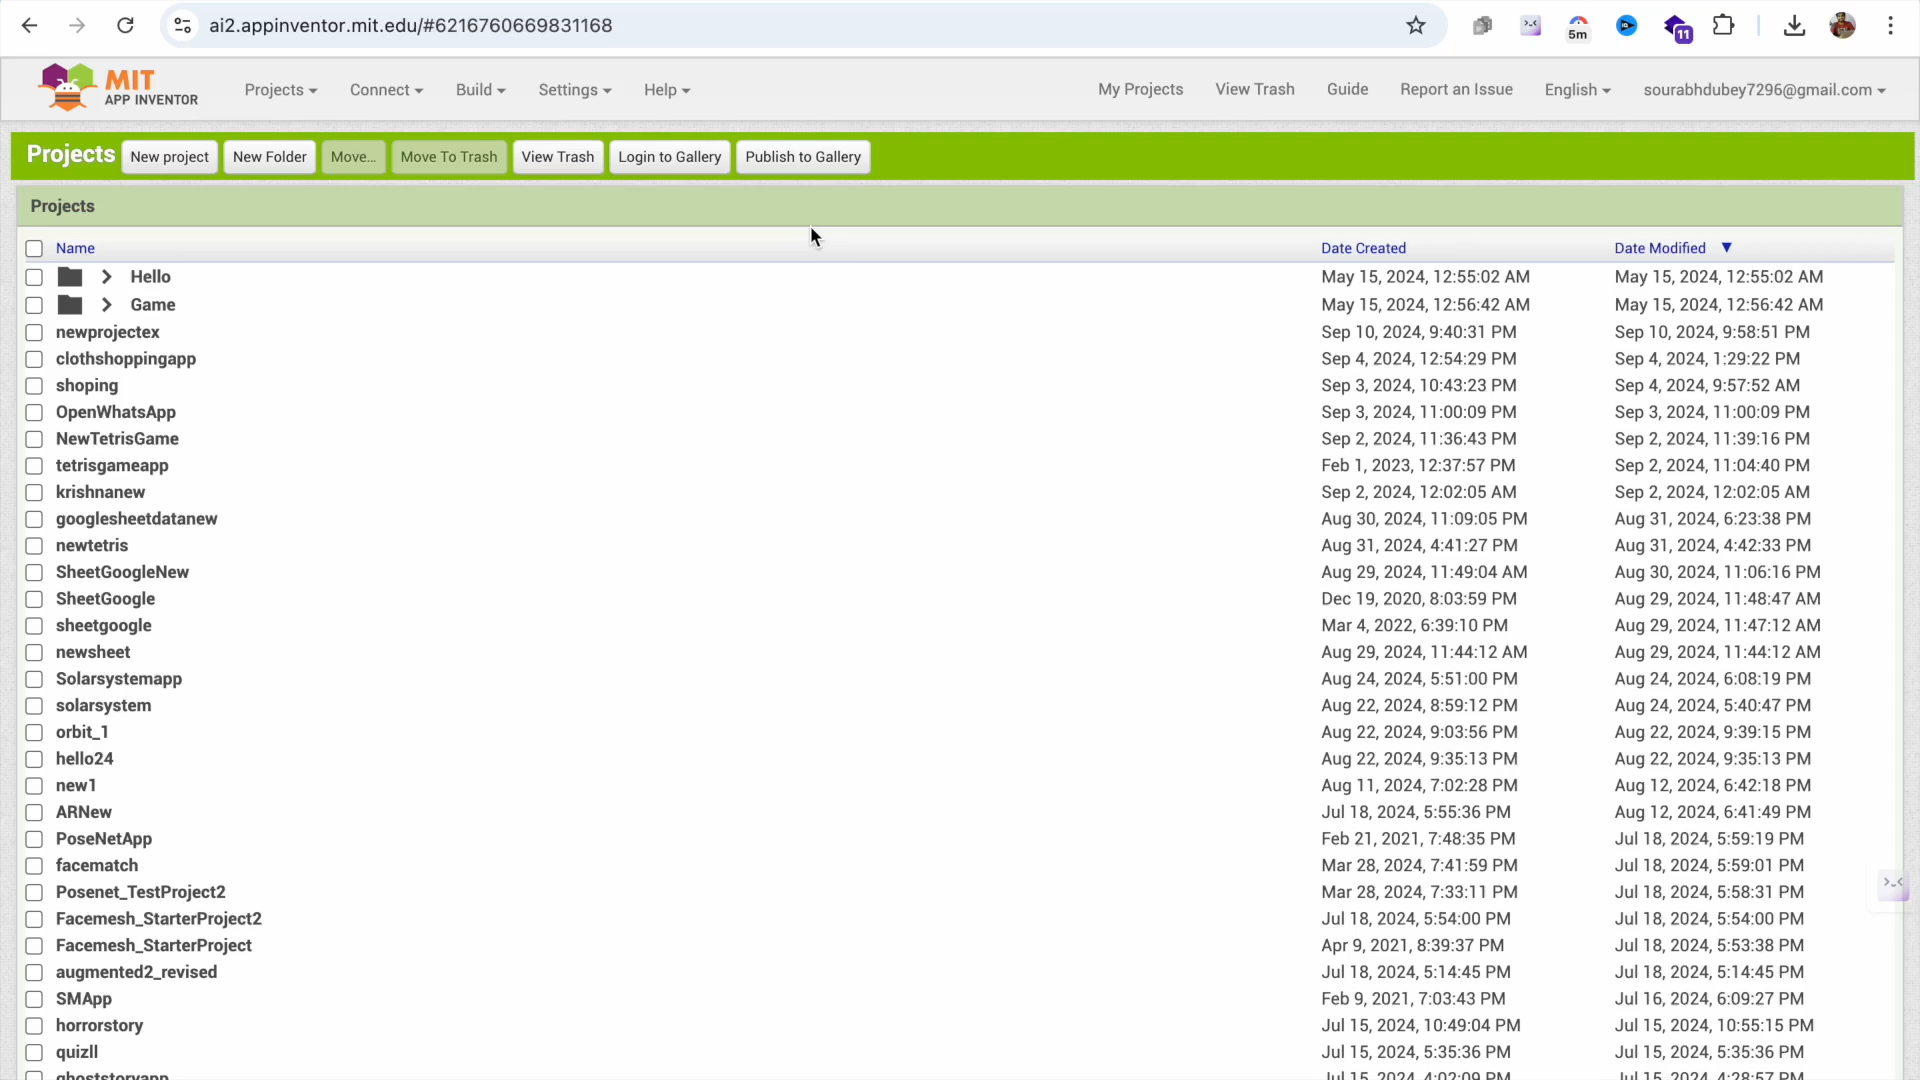 ai2.appinventor.mit.edu/#6216760669831168
5m
11
MIT
APP INVENTOR
Projects Connect Build Settings Help My Projects View Trash Guide Report an Issue English sourabhdubey7296@gmail.com
Projects New project New Folder Move... Move To Trash View Trash Login to Gallery Publish to Gallery
Projects
Name Date Created Date Modified
Hello May 15, 2024, 12:55:02 AM May 15, 2024, 12:55:02 AM
Game May 15, 2024, 12:56:42 AM May 15, 2024, 12:56:42 AM
newprojectex Sep 10, 2024, 9:40:31 PM Sep 10, 2024, 9:58:51 PM
clothshoppingapp Sep 4, 2024, 12:54:29 PM Sep 4, 2024, 1:29:22 PM
shoping Sep 3, 2024, 10:43:23 PM Sep 4, 2024, 9:57:52 AM
OpenWhatsApp Sep 3, 2024, 11:00:09 PM Sep 3, 2024, 11:00:09 PM
NewTetrisGame Sep 2, 2024, 11:36:43 PM Sep 2, 2024, 11:39:16 PM
tetrisgameapp Feb 1, 2023, 12:37:57 PM Sep 2, 2024, 11:04:40 PM
krishnanew Sep 2, 2024, 12:02:05 AM Sep 2, 2024, 12:02:05 AM
googlesheetdatanew Aug 30, 2024, 11:09:05 PM Aug 31, 2024, 6:23:38 PM
newtetris Aug 31, 2024, 4:41:27 PM Aug 31, 2024, 4:42:33 PM
SheetGoogleNew Aug 29, 2024, 11:49:04 AM Aug 30, 2024, 11:06:16 PM
SheetGoogle Dec 19, 2020, 8:03:59 PM Aug 29, 2024, 11:48:47 AM
sheetgoogle Mar 4, 2022, 6:39:10 PM Aug 29, 2024, 11:47:12 AM
newsheet Aug 29, 2024, 11:44:12 AM Aug 29, 2024, 11:44:12 AM
Solarsystemapp Aug 24, 2024, 5:51:00 PM Aug 24, 2024, 6:08:19 PM
solarsystem Aug 22, 2024, 8:59:12 PM Aug 24, 2024, 5:40:47 PM
orbit_1 Aug 22, 2024, 9:03:56 PM Aug 22, 2024, 9:39:15 PM
hello24 Aug 22, 2024, 9:35:13 PM Aug 22, 2024, 9:35:13 PM
new1 Aug 11, 2024, 7:02:28 PM Aug 12, 2024, 6:42:18 PM
ARNew Jul 18, 2024, 5:55:36 PM Aug 12, 2024, 6:41:49 PM
PoseNetApp Feb 21, 2021, 7:48:35 PM Jul 18, 2024, 5:59:19 PM
facematch Mar 28, 2024, 7:41:59 PM Jul 18, 2024, 5:59:01 PM
Posenet_TestProject2 Mar 28, 2024, 7:33:11 PM Jul 18, 2024, 5:58:31 PM
Facemesh_StarterProject2 Jul 18, 2024, 5:54:00 PM Jul 18, 2024, 5:54:00 PM
Facemesh_StarterProject Apr 9, 2021, 8:39:37 PM Jul 18, 2024, 5:53:38 PM
augmented2_revised Jul 18, 2024, 5:14:45 PM Jul 18, 2024, 5:14:45 PM
SMApp Feb 9, 2021, 7:03:43 PM Jul 16, 2024, 6:09:27 PM
horrorstory Jul 15, 2024, 10:49:04 PM Jul 15, 2024, 10:55:15 PM
quizll Jul 15, 2024, 5:35:36 PM Jul 15, 2024, 5:35:36 PM
ghoststoryapp Jul 15, 2024, 4:02:09 PM Jul 15, 2024, 4:28:57 PM